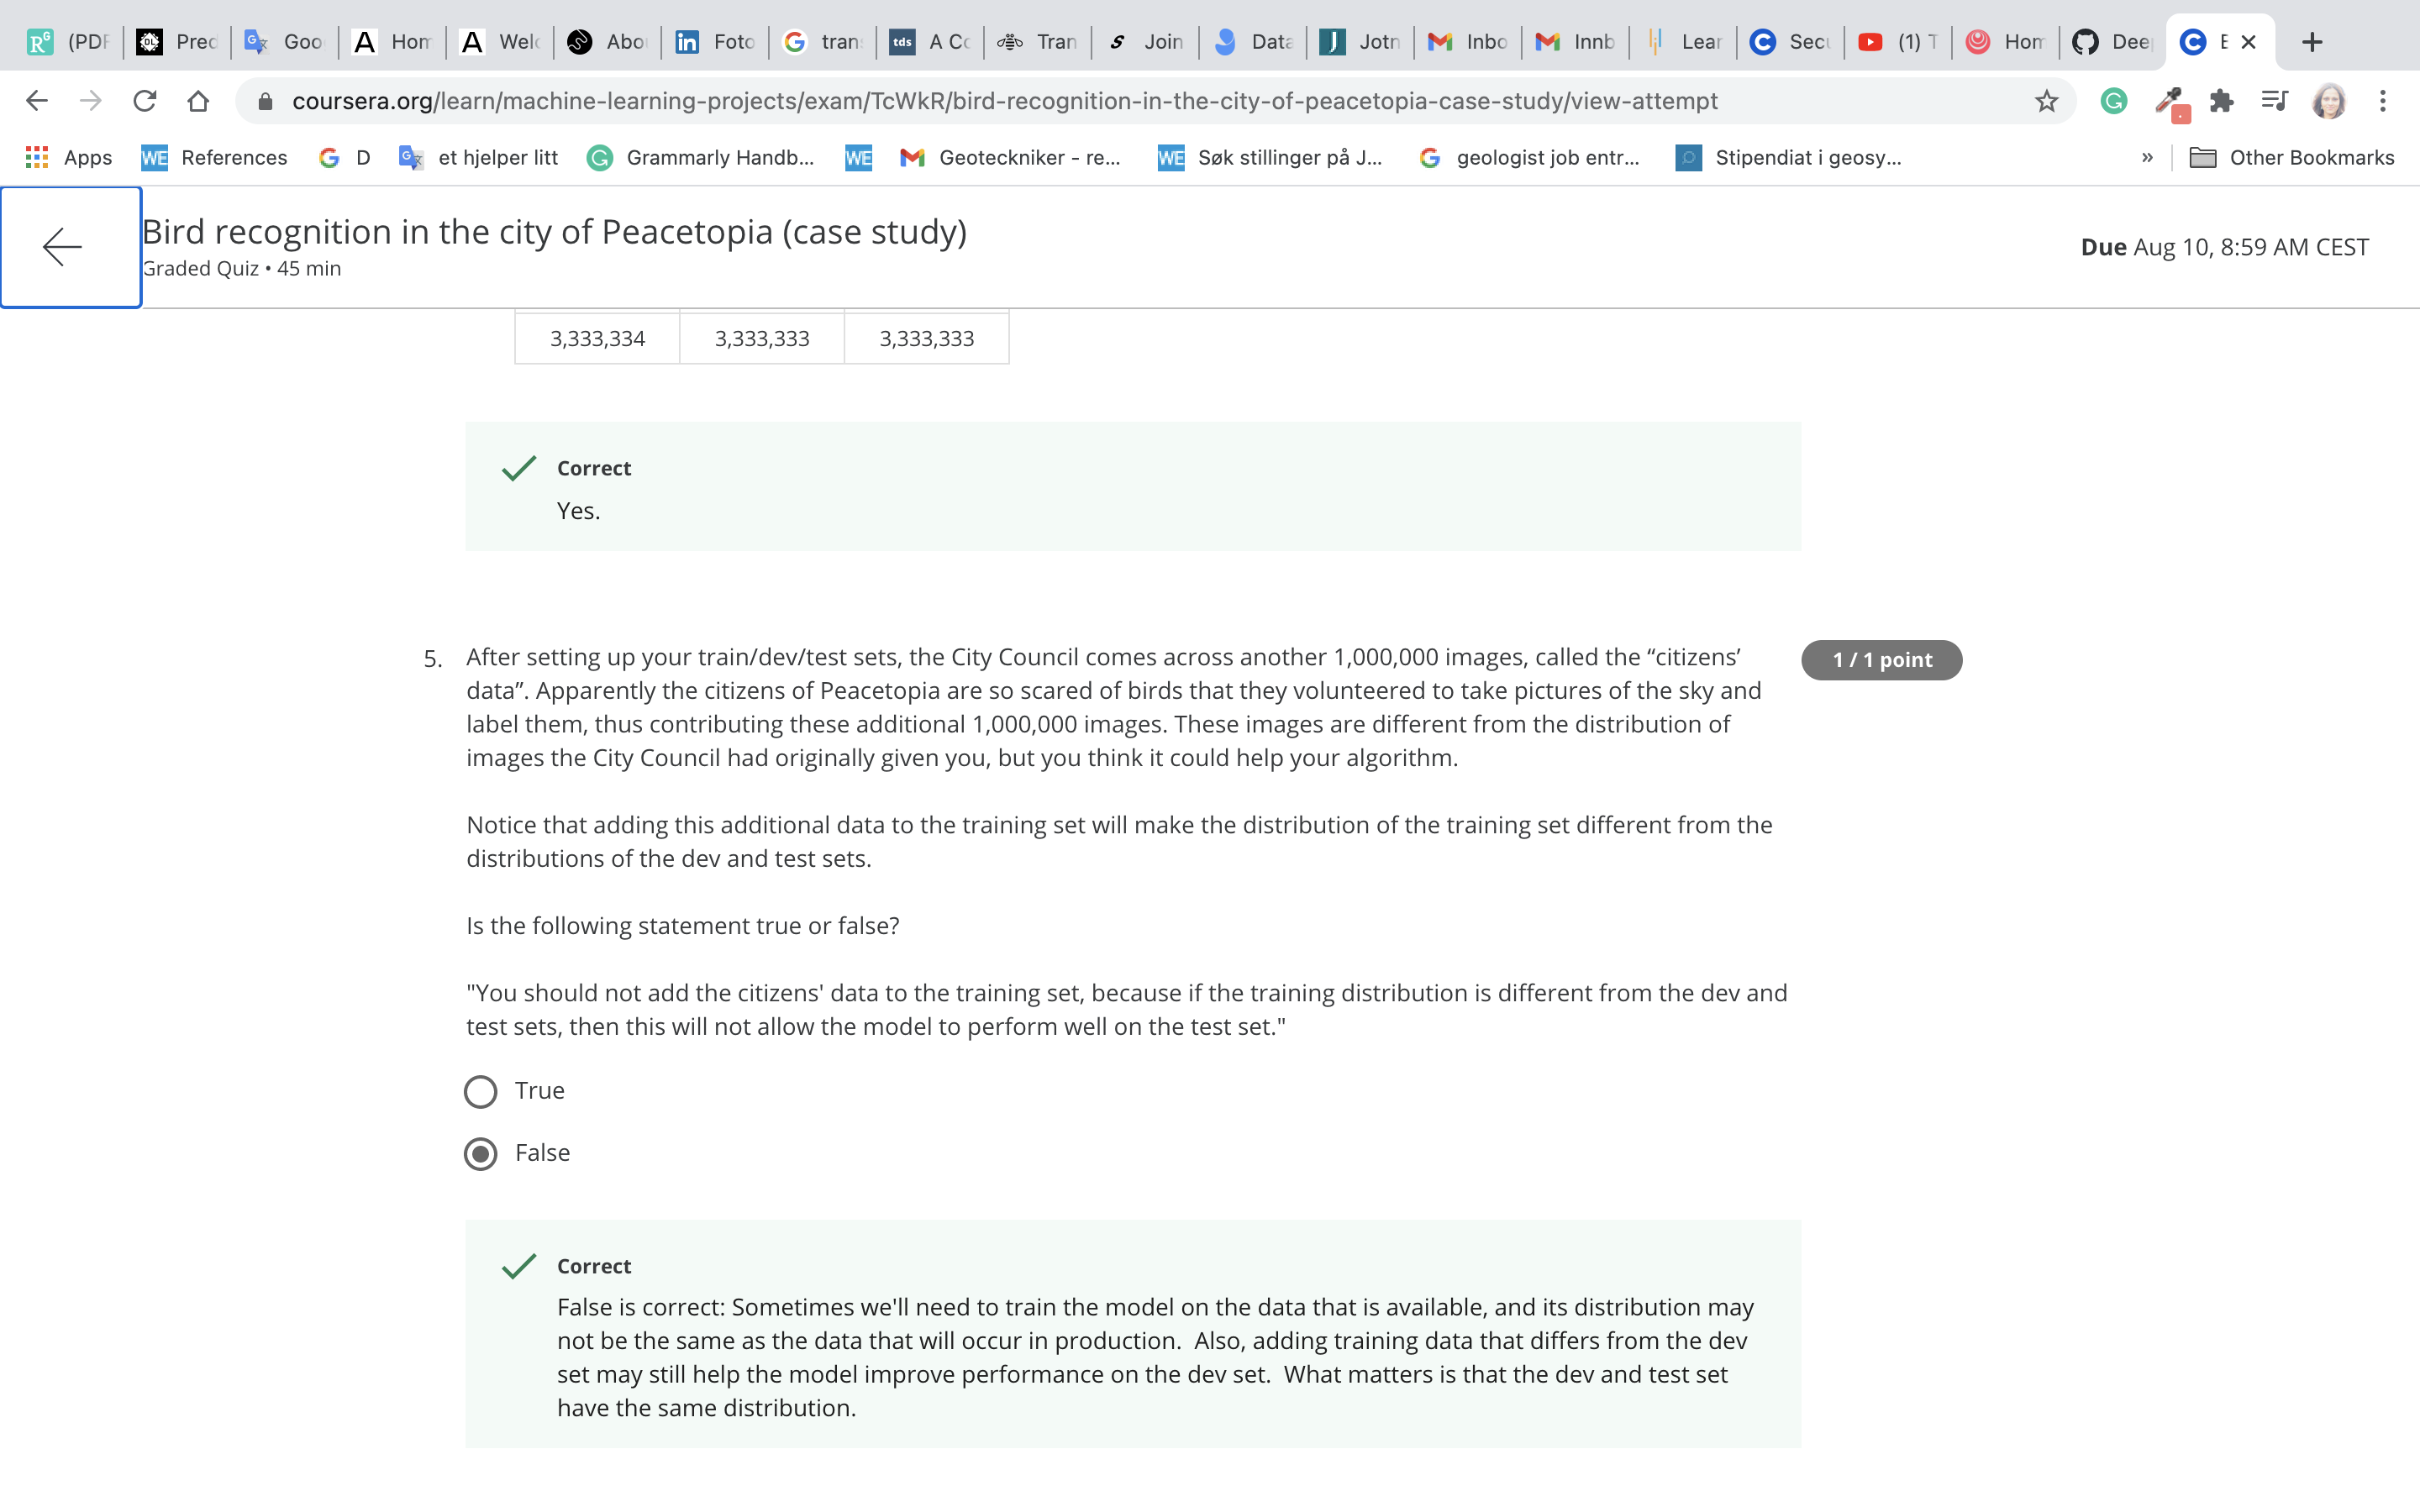 (PDF Pred Goo Hom Welc Abo Foto tran A Co Tran Join Data Jotn Inbo Innb Lear Secu (1) T Hom Dee
coursera.org/learn/machine-learning-projects/exam/TcWkR/bird-recognition-in-the-city-of-peacetopia-case-study/view-attempt
Apps WE References G D et hjelper litt Grammarly Handb... WE Geoteckniker - re... WE Søk stillinger på J... geologist job entr... Stipendiat i geosy... » Other Bookmarks
Bird recognition in the city of Peacetopia (case study)
Graded Quiz • 45 min
Due Aug 10, 8:59 AM CEST
3,333,334 3,333,333 3,333,333
Correct
Yes.
5. After setting up your train/dev/test sets, the City Council comes across another 1,000,000 images, called the “citizens’
1 / 1 point
data”. Apparently the citizens of Peacetopia are so scared of birds that they volunteered to take pictures of the sky and
label them, thus contributing these additional 1,000,000 images. These images are different from the distribution of
images the City Council had originally given you, but you think it could help your algorithm.
Notice that adding this additional data to the training set will make the distribution of the training set different from the
distributions of the dev and test sets.
Is the following statement true or false?
"You should not add the citizens' data to the training set, because if the training distribution is different from the dev and
test sets, then this will not allow the model to perform well on the test set."
True
False
Correct
False is correct: Sometimes we'll need to train the model on the data that is available, and its distribution may
not be the same as the data that will occur in production. Also, adding training data that differs from the dev
set may still help the model improve performance on the dev set. What matters is that the dev and test set
have the same distribution.